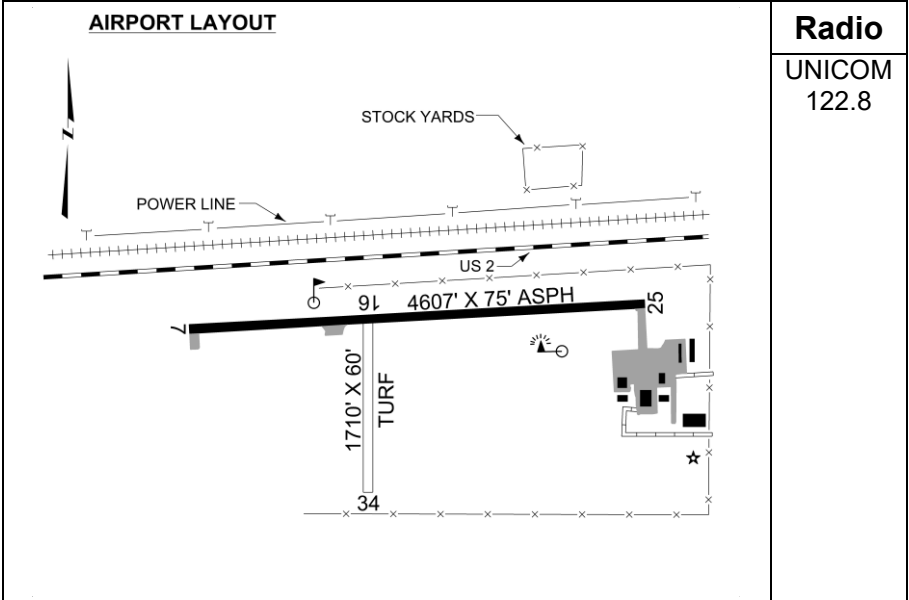 AIRPORT LAYOUT
Radio
UNICOM
122.8
N
STOCK YARDS
POWER LINE
US 2
16
4607' X 75' ASPH
25
7
1710' X 60'
TURF
34